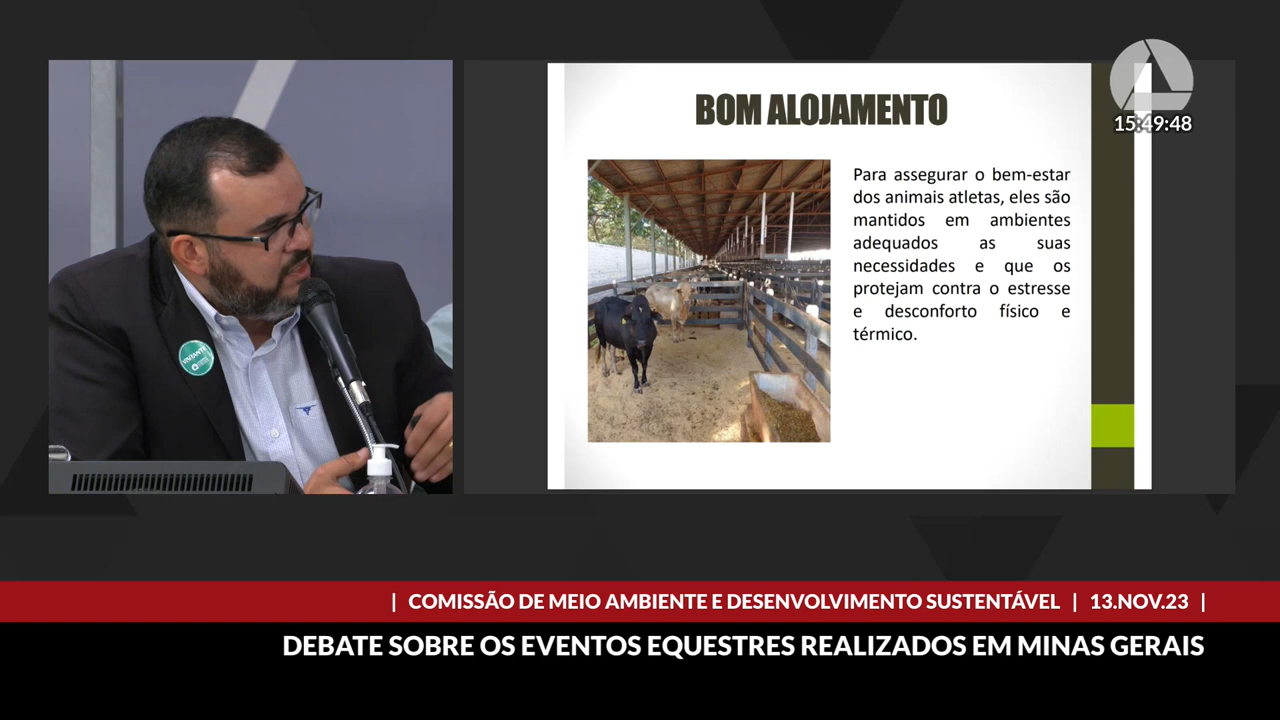 BOM ALOJAMENTO
15:49:48
Para assegurar o bem-estar
dos animais atletas, eles são
mantidos em ambientes
adequados as suas
necessidades e que os
protejam contra o estresse
e desconforto físico e
térmico.
VISITANTE
| COMISSÃO DE MEIO AMBIENTE E DESENVOLVIMENTO SUSTENTÁVEL | 13.NOV.23 |
DEBATE SOBRE OS EVENTOS EQUESTRES REALIZADOS EM MINAS GERAIS